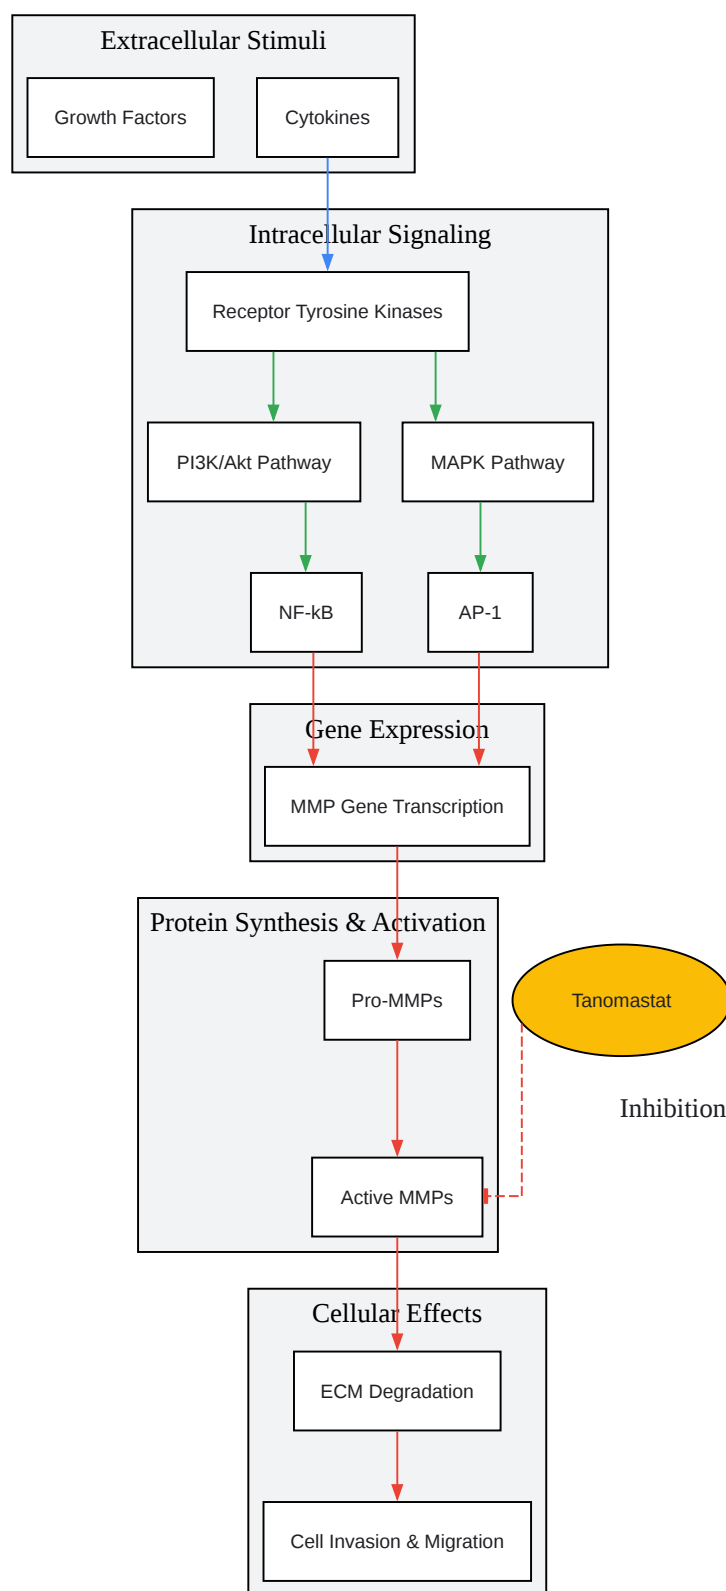 Extracellular Stimuli
Growth Factors
Cytokines
Intracellular Signaling
Receptor Tyrosine Kinases
PI3K/Akt Pathway
MAPK Pathway
NF-kB
AP-1
Gene Expression
MMP Gene Transcription
Protein Synthesis & Activation
Pro-MMPs
Tanomastat
Inhibition
Active MMPs
Cellular Effects
ECM Degradation
Cell Invasion & Migration